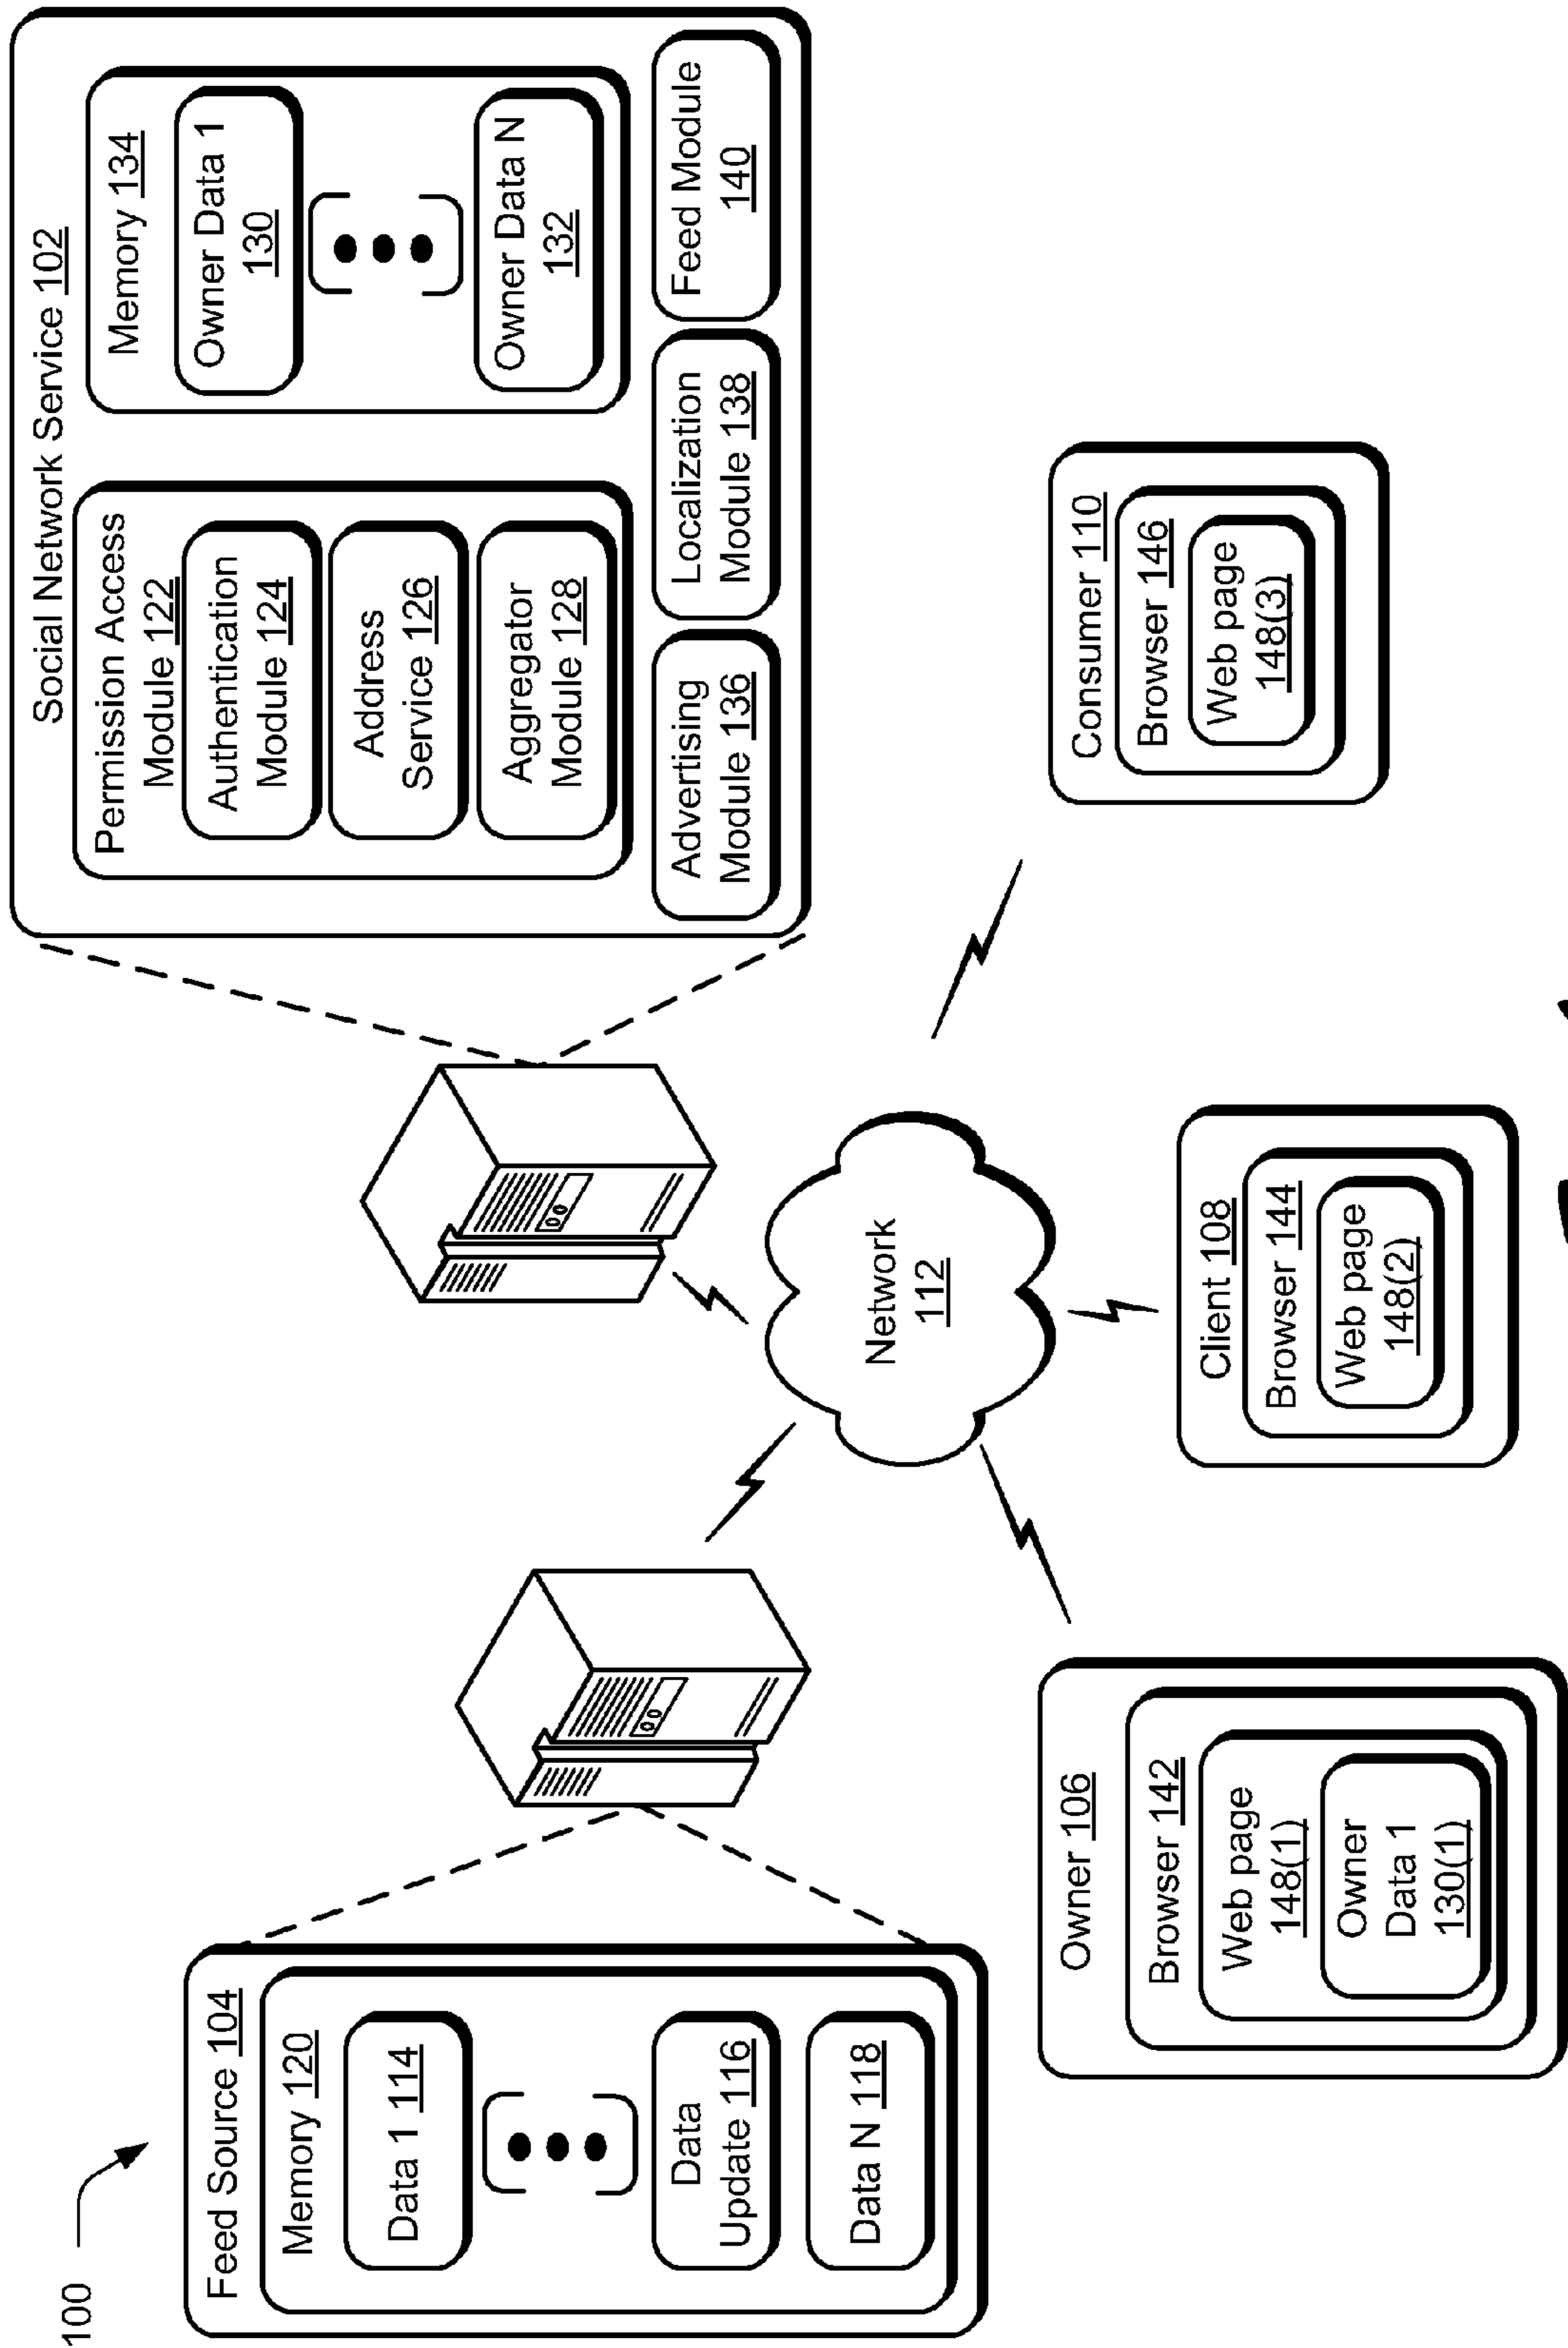 100
Feed Source 104
Memory 120
Data 1 114
Data
Update 116
Data N 118
Social Network Service 102
Permission Access
Module 122
Authentication
Module 124
Address
Service 126
Aggregator
Module 128
Memory 134
Owner Data 1
130
Owner Data N
132
Advertising
Module 136
Localization
Module 138
Feed Module
140
Network
112
Owner 106
Browser 142
Web page
148(1)
Owner
Data 1
130(1)
Client 108
Browser 144
Web page
148(2)
Consumer 110
Browser 146
Web page
148(3)